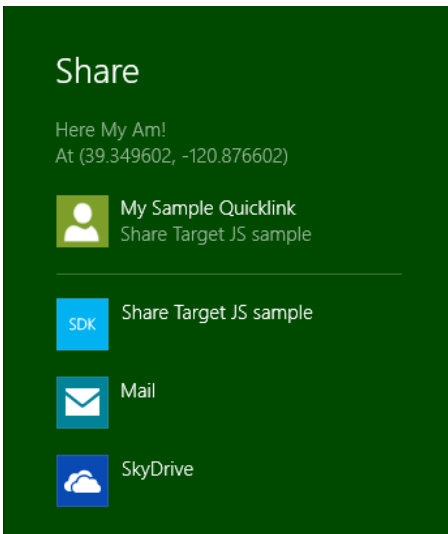 Share
Here My Am!
At (39.349602, -120.876602)
My Sample Quicklink
Share Target JS sample
SDK
Share Target JS sample
Mail
SkyDrive